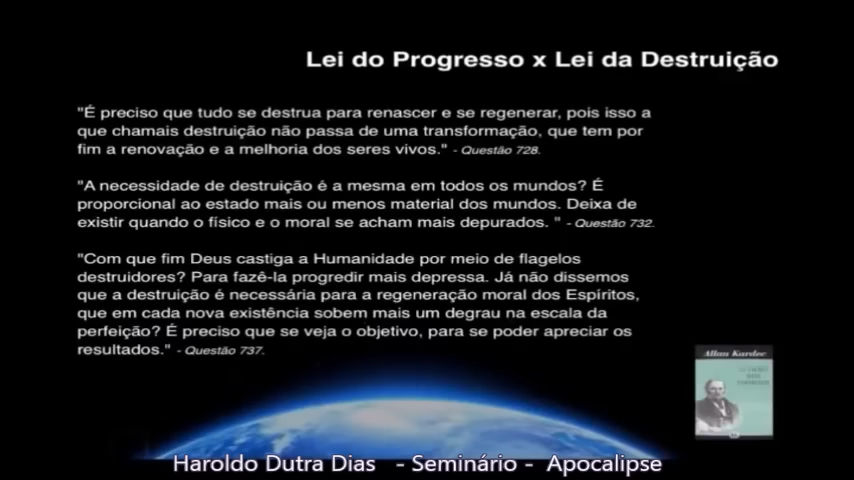 Lei do Progresso x Lei da Destruição
"É preciso que tudo se destrua para renascer e se regenerar, pois isso a
que chamais destruição não passa de uma transformação, que tem por
fim a renovação e a melhoria dos seres vivos." - Questão 728.
"A necessidade de destruição é a mesma em todos os mundos? É
proporcional ao estado mais ou menos material dos mundos. Deixa de
existir quando o físico e o moral se acham mais depurados. " - Questão 732.
"Com que fim Deus castiga a Humanidade por meio de flagelos
destruidores? Para fazê-la progredir mais depressa. Já não dissemos
que a destruição é necessária para a regeneração moral dos Espíritos,
que em cada nova existência sobem mais um degrau na escala da
perfeição? É preciso que se veja o objetivo, para se poder apreciar os
resultados." - Questão 737.
Allan Kardec
Haroldo Dutra Dias - Seminário - Apocalipse